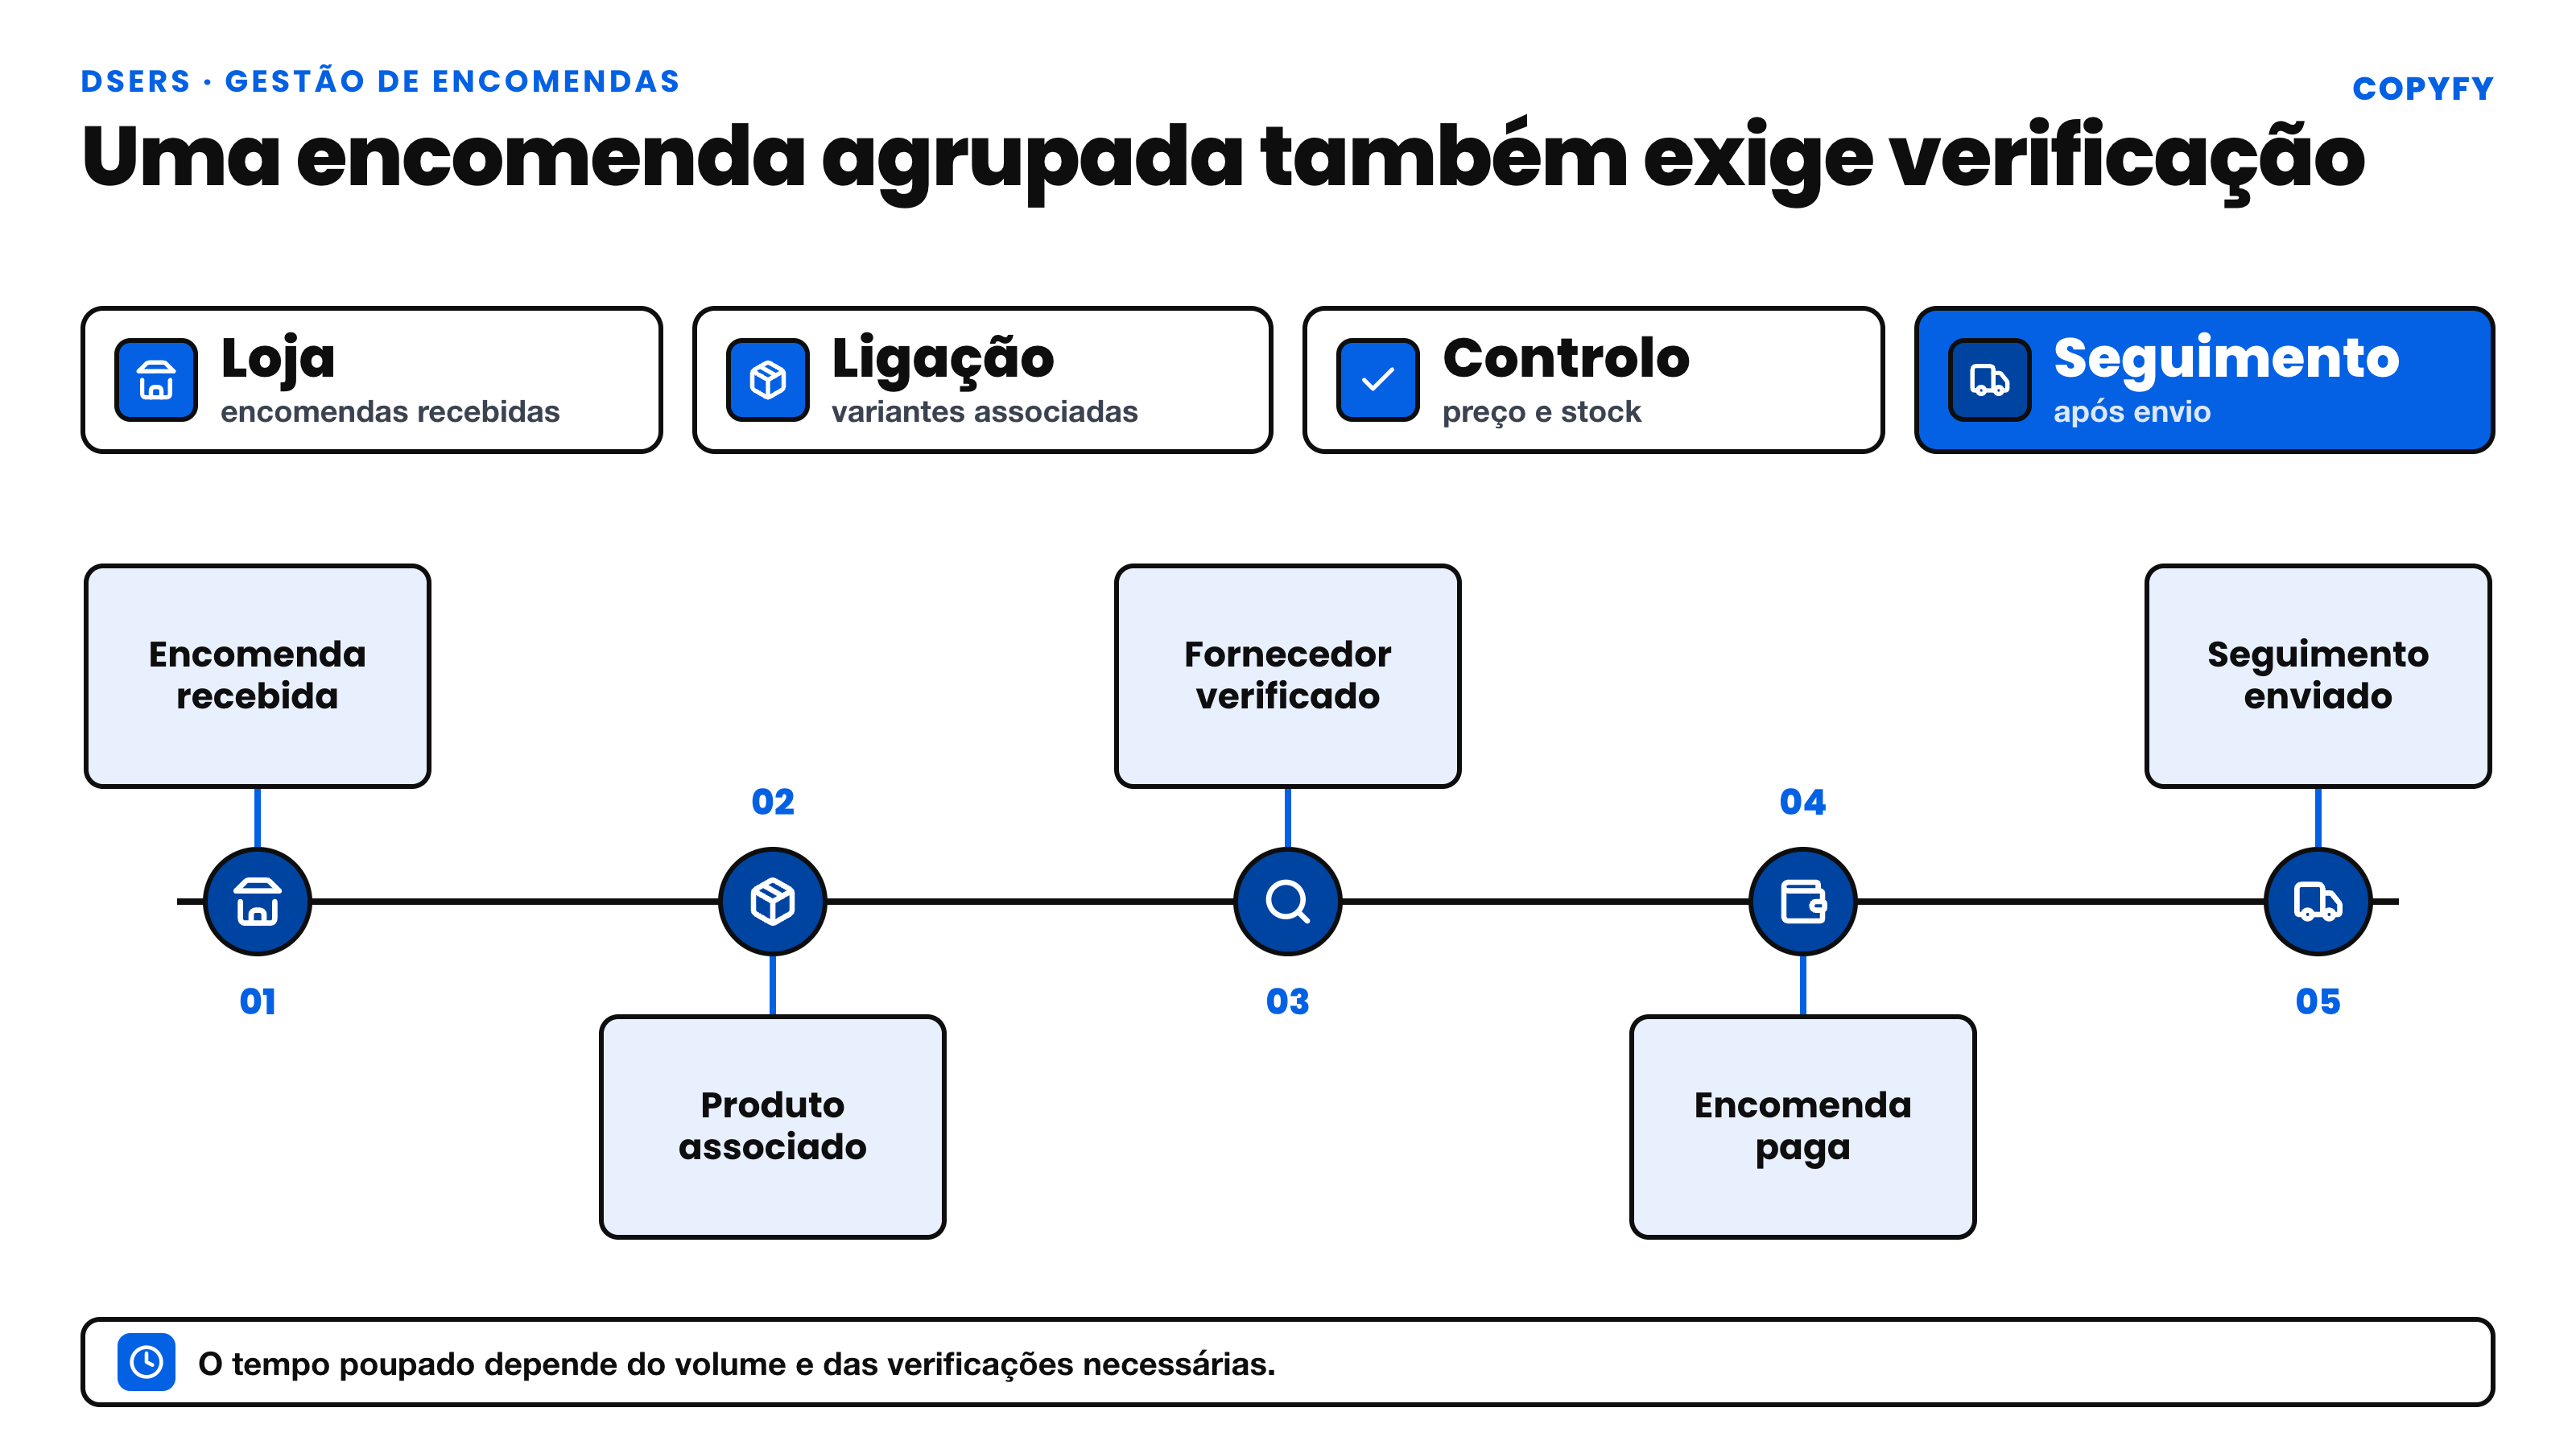 DSERS · GESTÃO DE ENCOMENDAS
COPYFY
Uma encomenda agrupada também exige verificação
Loja
encomendas recebidas
Ligação
variantes associadas
Controlo
preço e stock
Seguimento
após envio
Encomenda
recebida
01
02
Produto
associado
Fornecedor
verificado
03
04
Encomenda
paga
Seguimento
enviado
05
O tempo poupado depende do volume e das verificações necessárias.